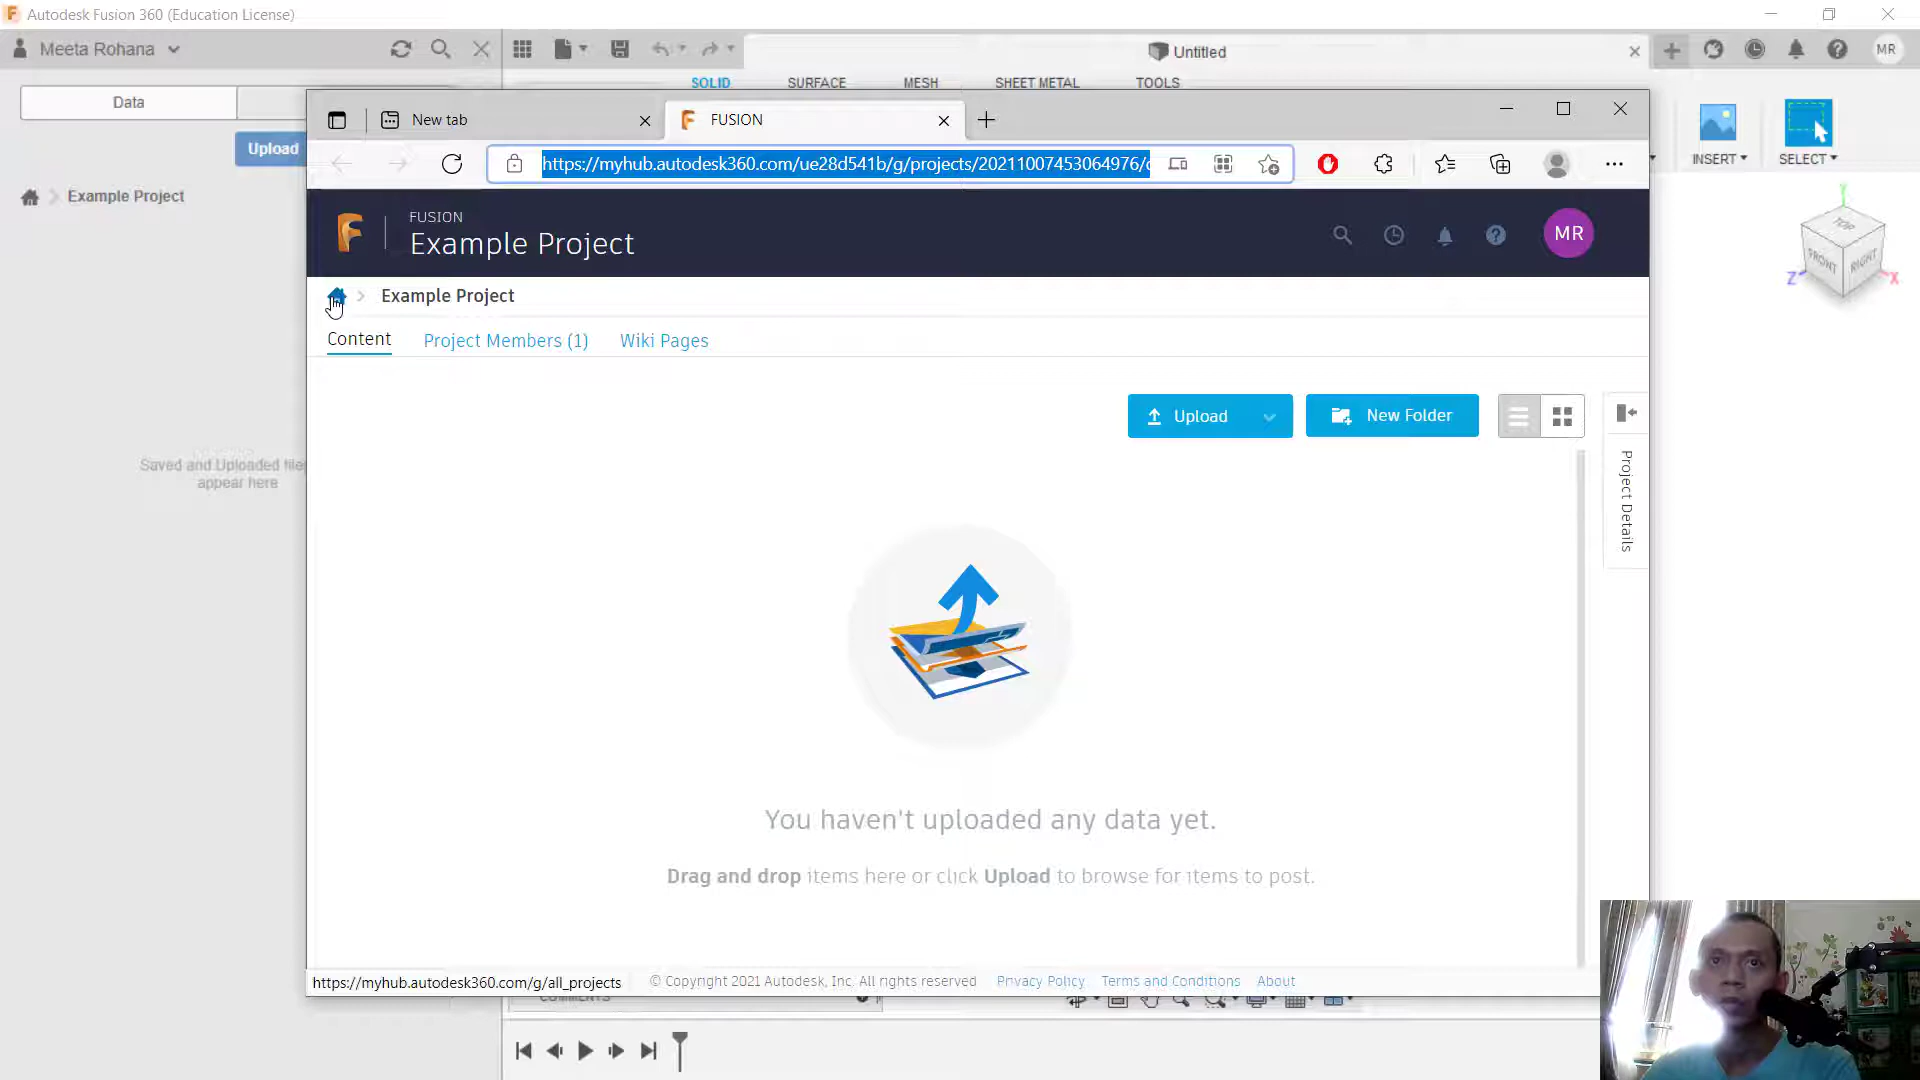 Autodesk Fusion 360 (Education License)
Meeta Rohana
Untitled
MR
SOLID
SURFACE
MESH
SHEET METAL
TOOLS
Data
Upload
INSERT
SELECT
Example Project
Saved and Uploaded file
appear here
New tab
FUSION
https://myhub.autodesk360.com/ue28d541b/g/projects/20211007453064976/
FUSION
Example Project
MR
Example Project
Content
Project Members (1)
Wiki Pages
Upload
New Folder
Project Details
You haven't uploaded any data yet.
Drag and drop items here or click Upload to browse for items to post.
https://myhub.autodesk360.com/g/all_projects
© Copyright 2021 Autodesk, Inc. All rights reserved
Privacy Policy
Terms and Conditions
About
COMMENTS
TOP
FRONT
RIGHT
Y
Z
X